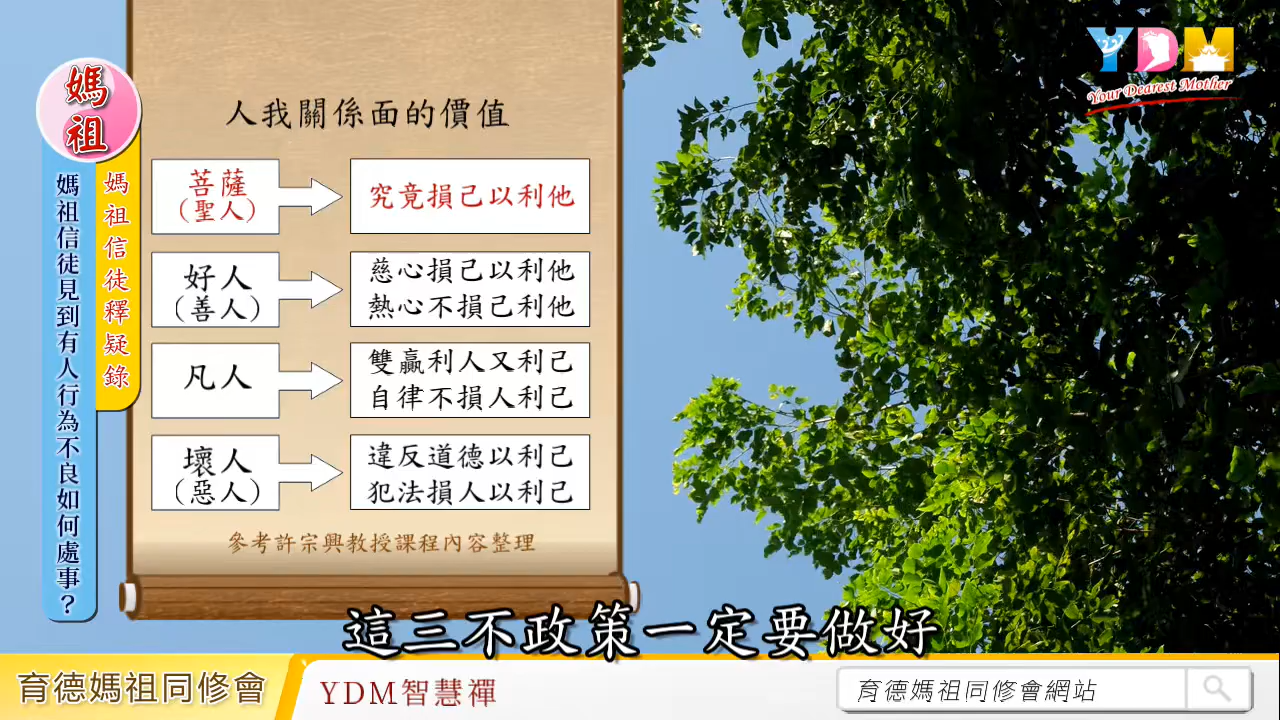 媽祖
媽祖信徒釋疑錄
媽祖信徒見到有人行為不良如何處事？
人我關係面的價值
菩薩
（聖人）
究竟損己以利他
好人
（善人）
慈心損己以利他
熱心不損己利他
凡人
雙贏利人又利己
自律不損人利己
壞人
（惡人）
違反道德以利己
犯法損人以利己
參考許宗興教授課程內容整理
YDM
Your Dearest Mother
這三不政策一定要做好
育德媽祖同修會
YDM智慧禪
育德媽祖同修會網站